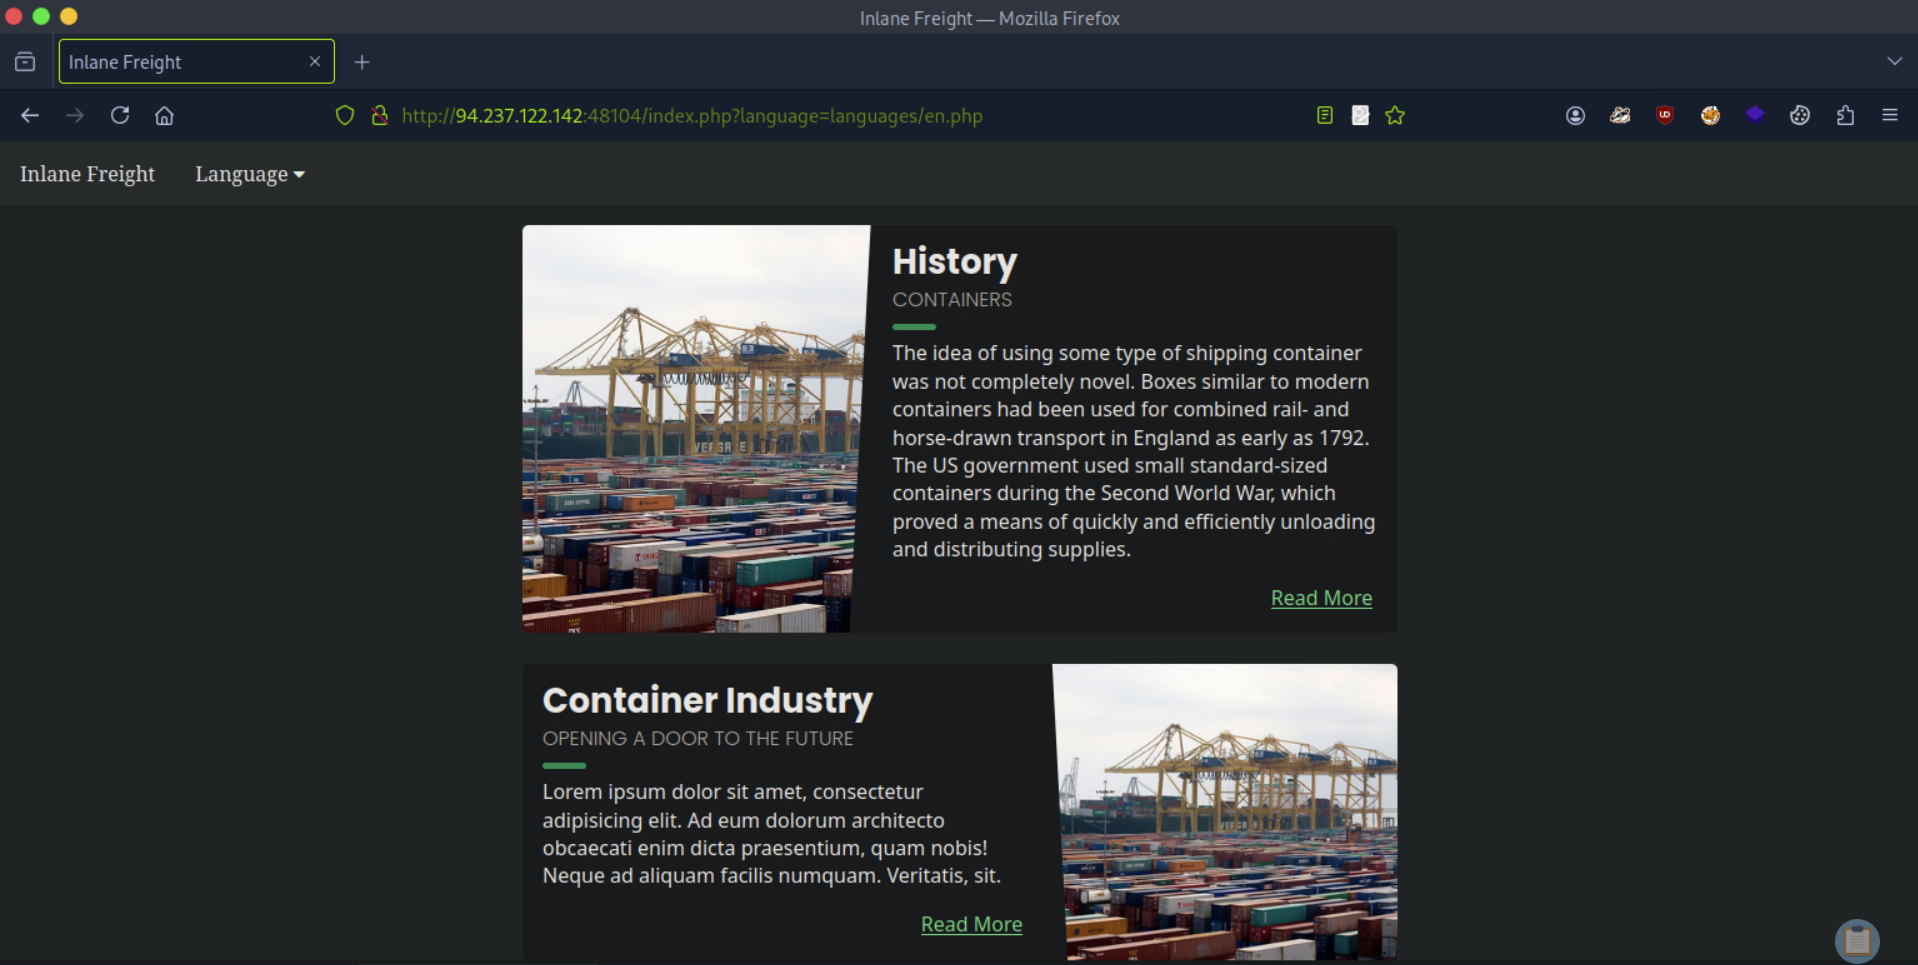 Inlane Freight — Mozilla Firefox
Inlane Freight
http://94.237.122.142:48104/index.php?language=languages/en.php
Inlane Freight Language
History
CONTAINERS
The idea of using some type of shipping container
was not completely novel. Boxes similar to modern
containers had been used for combined rail- and
horse-drawn transport in England as early as 1792.
The US government used small standard-sized
containers during the Second World War, which
proved a means of quickly and efficiently unloading
and distributing supplies.
Read More
Container Industry
OPENING A DOOR TO THE FUTURE
Lorem ipsum dolor sit amet, consectetur
adipisicing elit. Ad eum dolorum architecto
obcaecati enim dicta praesentium, quam nobis!
Neque ad aliquam facilis numquam. Veritatis, sit.
Read More